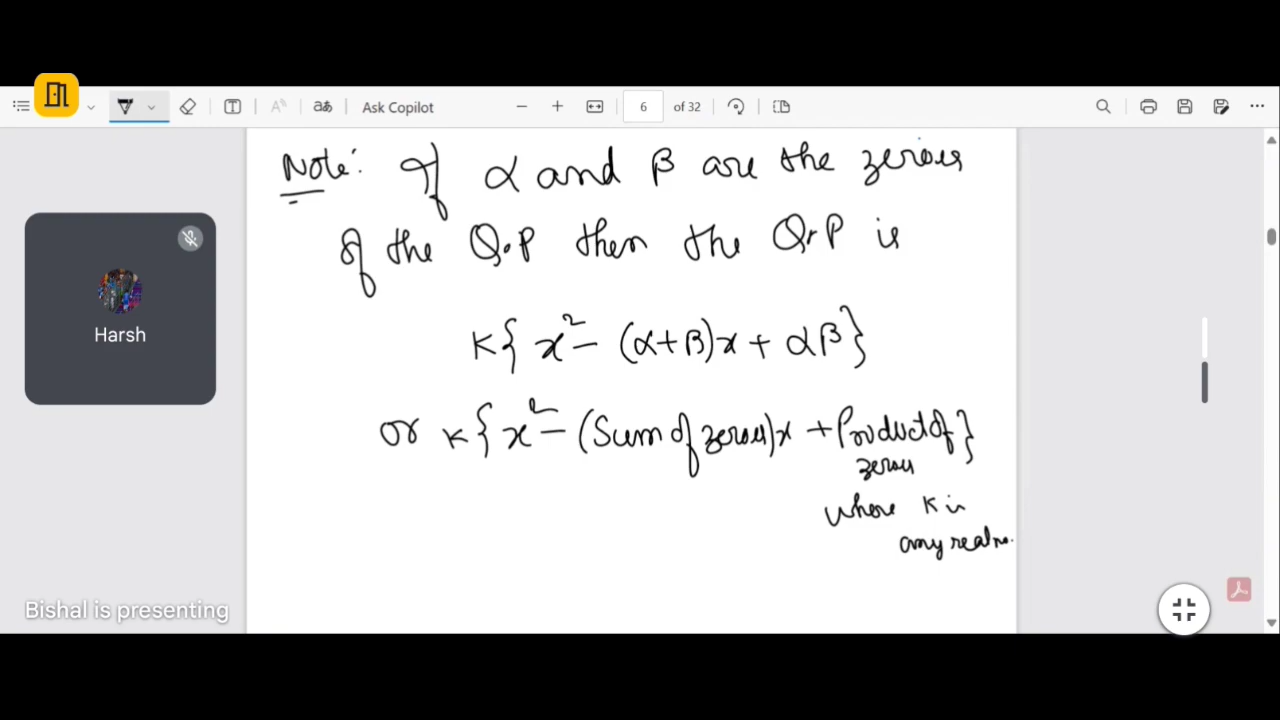 Ask Copilot
6 of 32
Note: If α and β are the zeroes
of the Q.P then the Q.P is
K{ x² - (α+β)x + αβ}
or K{ x² - (Sum of zeroes)x + Product of}
zeroes
where K is
any real no.
Harsh
Bishal is presenting